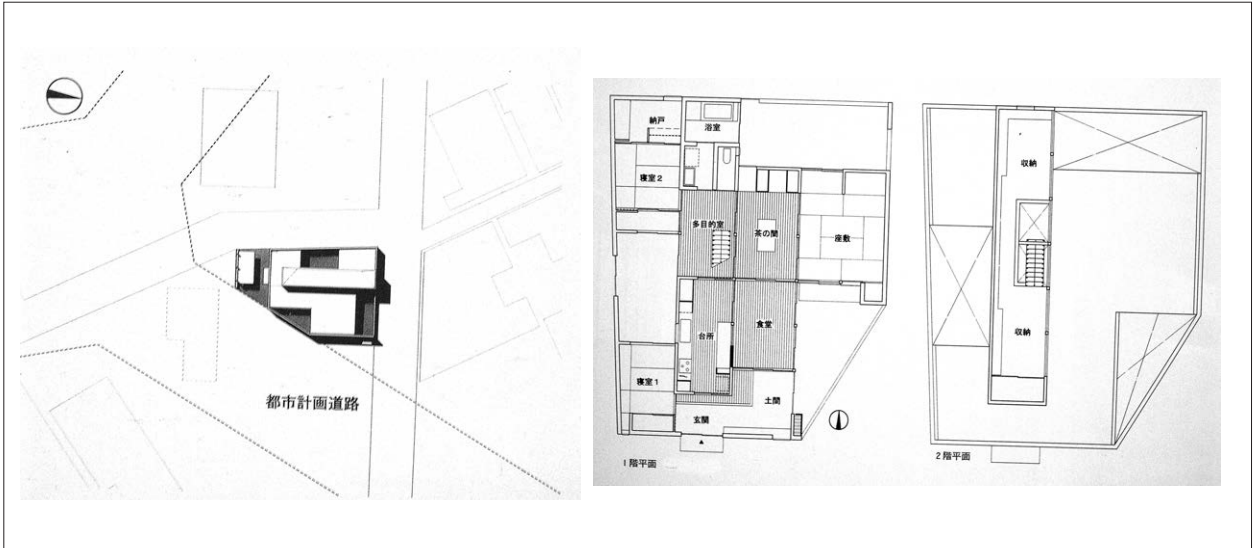 都市計画道路
納戸
浴室
寝室2
多目的室
茶の間
座敷
台所
食堂
寝室1
土間
玄関
1階平面
収納
収納
2階平面